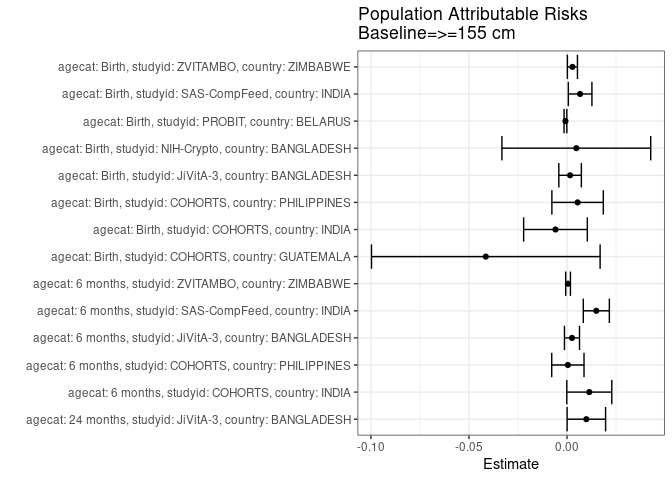 Population Attributable Risks
Baseline=>=155 cm
agecat: Birth, studyid: ZVITAMBO, country: ZIMBABWE
agecat: Birth, studyid: SAS-CompFeed, country: INDIA
agecat: Birth, studyid: PROBIT, country: BELARUS
agecat: Birth, studyid: NIH-Crypto, country: BANGLADESH
agecat: Birth, studyid: JiVitA-3, country: BANGLADESH
agecat: Birth, studyid: COHORTS, country: PHILIPPINES
agecat: Birth, studyid: COHORTS, country: INDIA
agecat: Birth, studyid: COHORTS, country: GUATEMALA
agecat: 6 months, studyid: ZVITAMBO, country: ZIMBABWE
agecat: 6 months, studyid: SAS-CompFeed, country: INDIA
agecat: 6 months, studyid: JiVitA-3, country: BANGLADESH
agecat: 6 months, studyid: COHORTS, country: PHILIPPINES
agecat: 6 months, studyid: COHORTS, country: INDIA
agecat: 24 months, studyid: JiVitA-3, country: BANGLADESH
-0.10 -0.05 0.00
Estimate